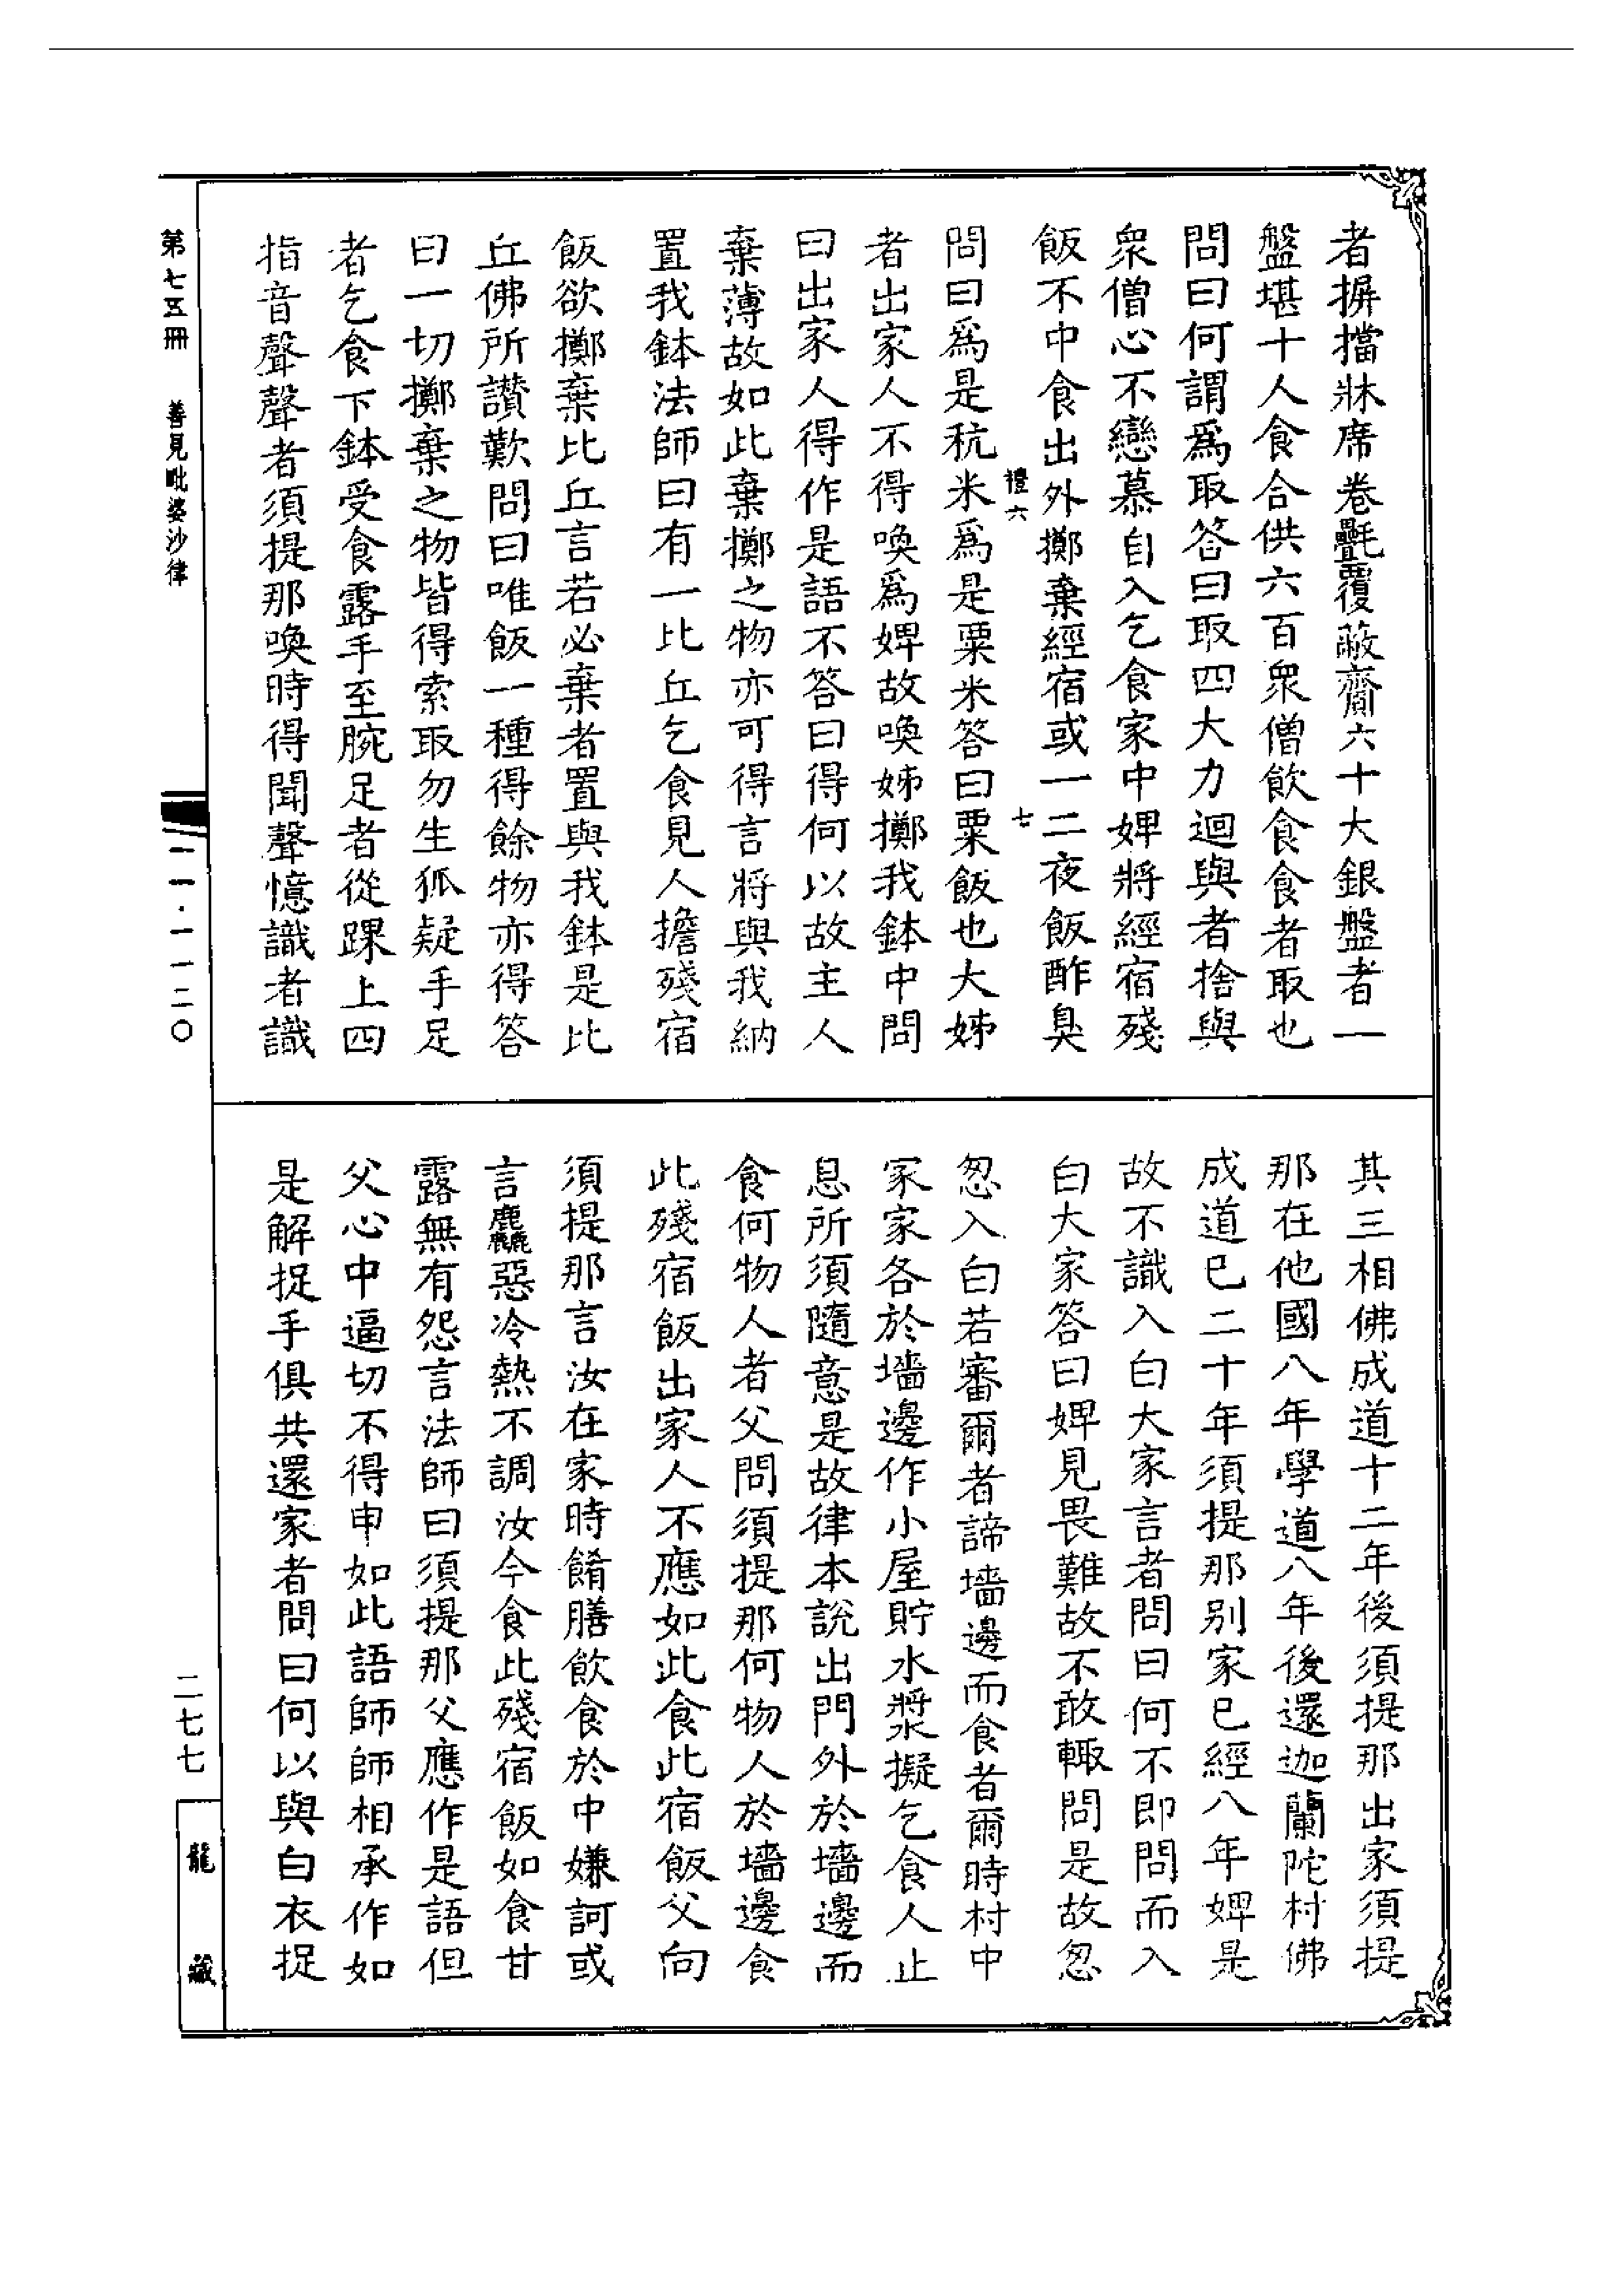 者摒擋牀席卷氎覆蔽齎六十大銀盤者一
盤堪十人食合供六百衆僧飲食食者取也
問曰何謂爲取答曰取四大力迴與者捨與
衆僧心不戀慕自入乞食家中婢將經宿殘
飯不中食出外擲棄經宿或一二夜飯酢臭
禮六
七
問曰爲是秔米爲是粟米答曰粟飯也大姊
者出家人不得喚爲婢故喚姊擲我鉢中問
曰出家人得作是語不答曰得何以故主人
棄薄故如此棄擲之物亦可得言將與我納
置我鉢法師曰有一比丘乞食見人擔殘宿
飯欲擲棄比丘言若必棄者置與我鉢是比
丘佛所讚歎問曰唯飯一種得餘物亦得答
曰一切擲棄之物皆得索取勿生狐疑手足
者乞食下鉢受食露手至腕足者從踝上四
指音聲聲者須提那喚時得聞聲憶識者識
其三相佛成道十二年後須提那出家須提
那在他國八年學道八年後還迦蘭陀村佛
成道已二十年須提那別家已經八年婢是
故不識入白大家言者問曰何不即問而入
白大家答曰婢見畏難故不敢輙問是故忽
忽入白若審爾者諦墻邊而食者爾時村中
家家各於墻邊作小屋貯水漿擬乞食人止
息所須隨意是故律本說出門外於墻邊而
食何物人者父問須提那何物人於墻邊食
此殘宿飯出家人不應如此食此宿飯父向
須提那言汝在家時餚膳飲食於中嫌訶或
言麤惡冷熱不調汝今食此殘宿飯如食甘
露無有怨言法師曰須提那父應作是語但
父心中逼切不得申如此語師師相承作如
是解捉手俱共還家者問曰何以與白衣捉
第七五冊 善見毗婆沙律
一一·一一二〇
二七七
龍藏